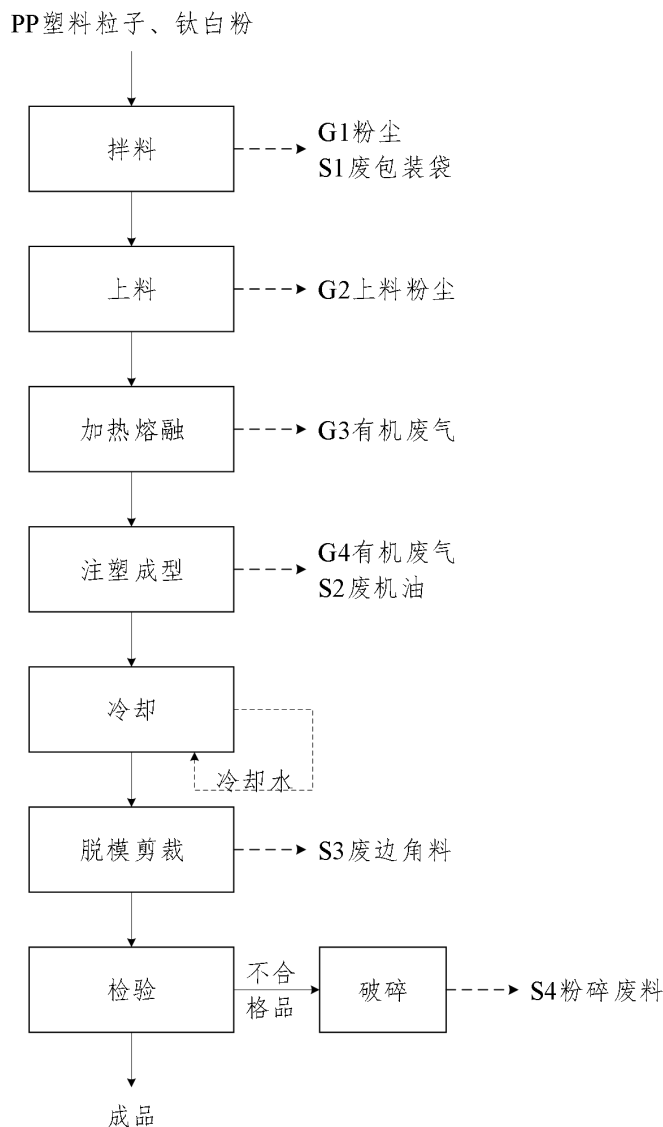 PP塑料粒子、钛白粉
拌料
G1粉尘
S1废包装袋
上料
G2上料粉尘
加热熔融
G3有机废气
注塑成型
G4有机废气
S2废机油
冷却
冷却水
脱模剪裁
S3废边角料
检验
不合
格品
破碎
S4粉碎废料
成品